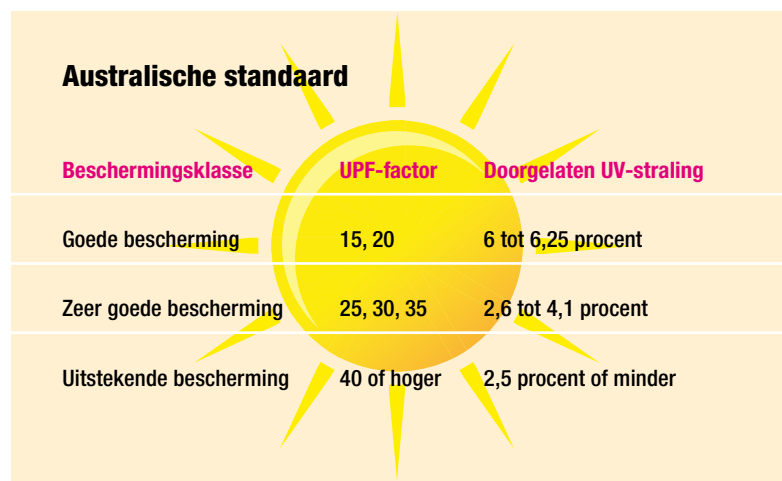 Australische standaard
Beschermingsklasse UPF-factor Doorgelaten UV-straling
Goede bescherming 15, 20 6 tot 6,25 procent
Zeer goede bescherming 25, 30, 35 2,6 tot 4,1 procent
Uitstekende bescherming 40 of hoger 2,5 procent of minder